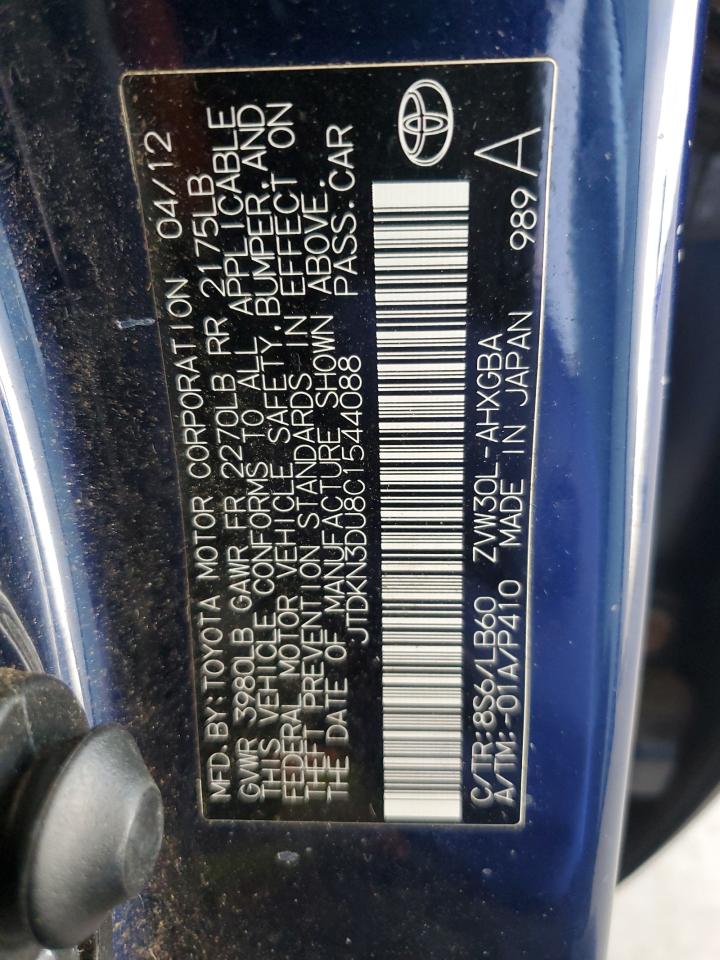 MFD.BY:TOYOTA MOTOR CORPORATION 04/12
GVWR 3980LB GAWR FR 2270LB RR 2175LB
THIS VEHICLE CONFORMS TO ALL APPLICABLE
FEDERAL MOTOR VEHICLE SAFETY,BUMPER,AND
THEFT PREVENTION STANDARDS IN EFFECT ON
THE DATE OF MANUFACTURE SHOWN ABOVE.
JTDKN3DU8C1544088 PASS.CAR
C/TR:8S6/LB60 ZVW30L-AHXGBA
A/TM:-01A/P410 MADE IN JAPAN 989 A